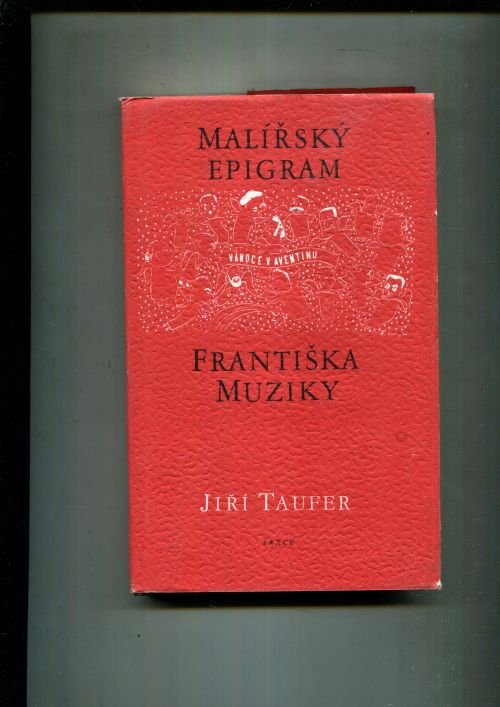 MALÍŘSKÝ
EPIGRAM
VÁNOCE V AVENTINU
FRANTIŠKA
MUZIKY
JIŘÍ TAUFER
PRÁCE